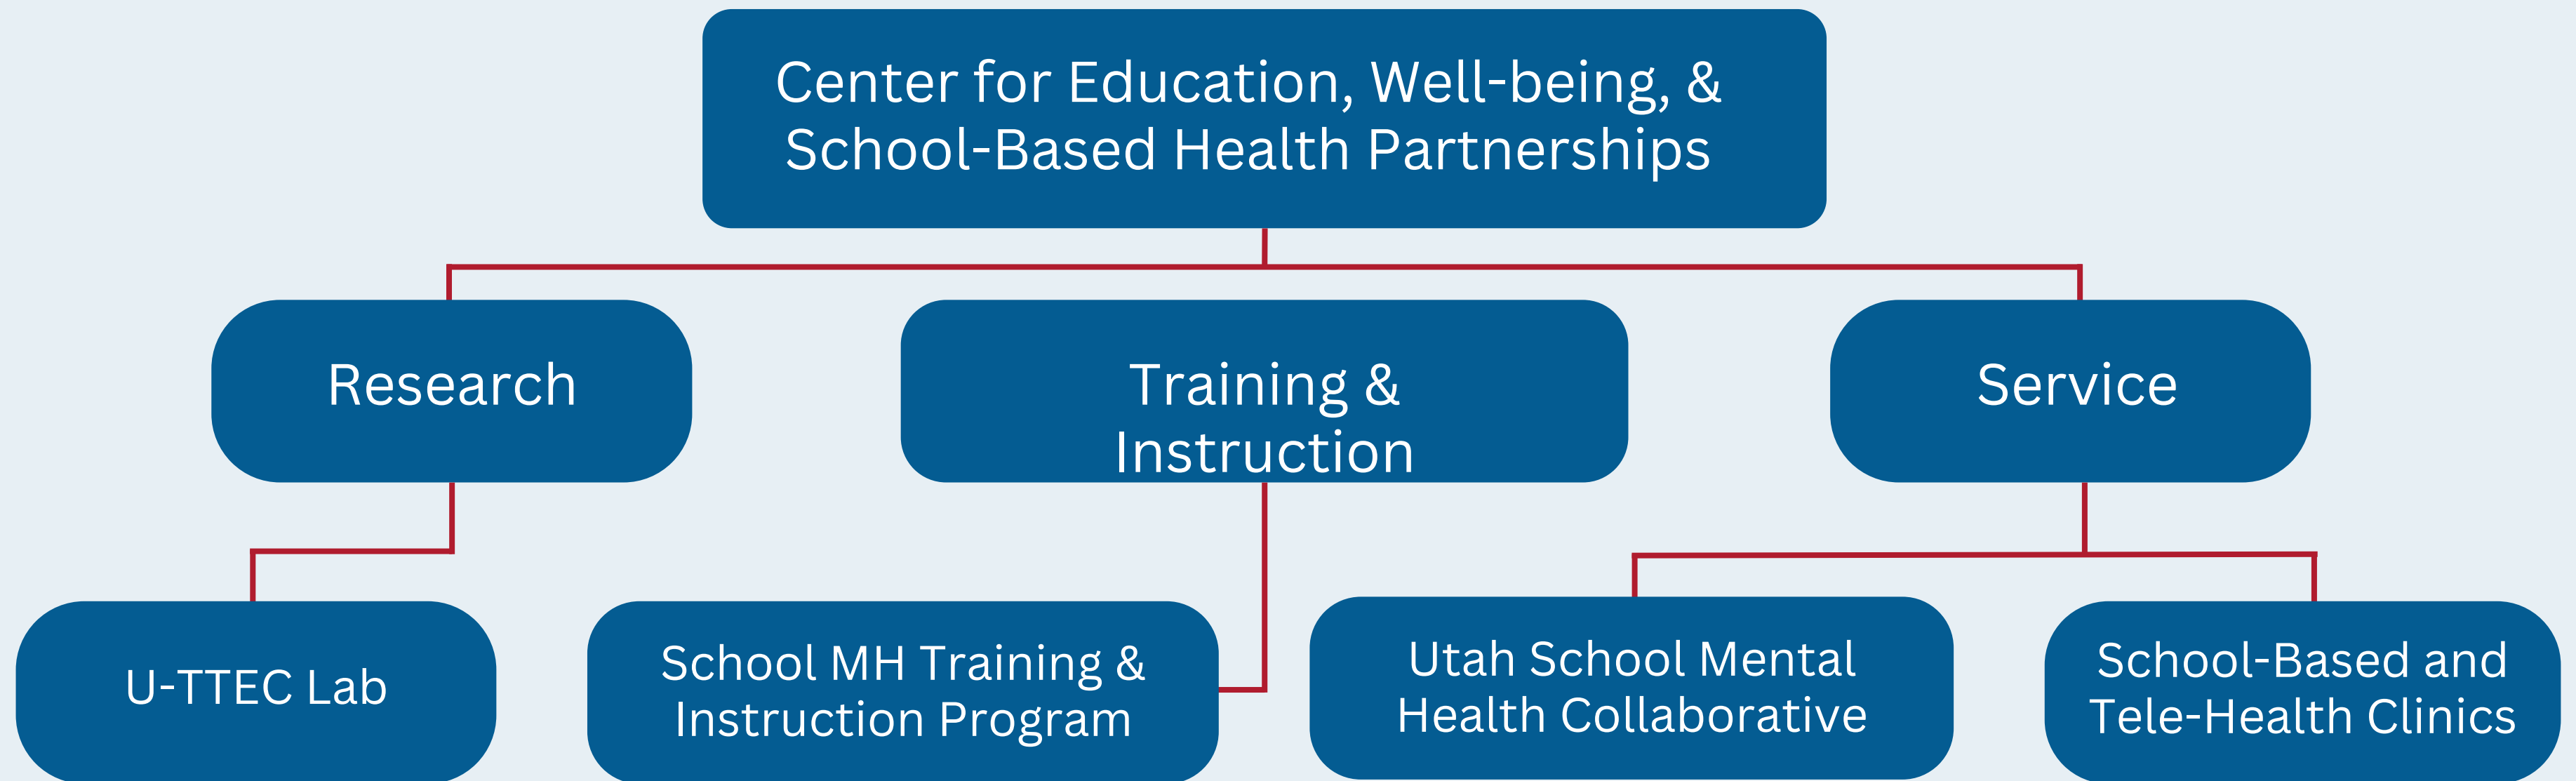 Center for Education, Well-being, &
School-Based Health Partnerships
Research
Training &
Instruction
Service
U-TTEC Lab
School MH Training &
Instruction Program
Utah School Mental
Health Collaborative
School-Based and
Tele-Health Clinics